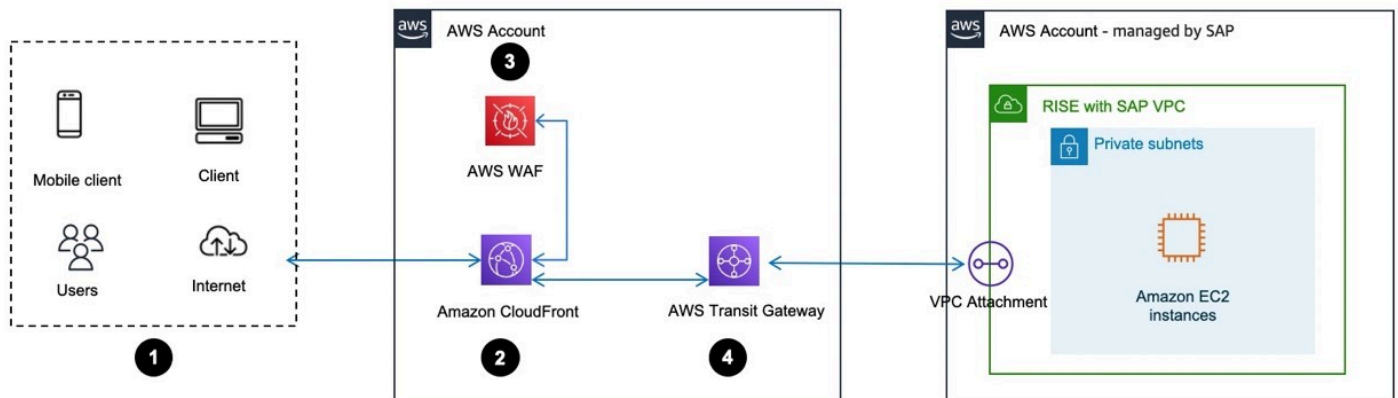 aws
AWS Account
3
AWS WAF
Mobile client
Client
Users
Internet
1
Amazon CloudFront
2
AWS Transit Gateway
4
aws
AWS Account - managed by SAP
RISE with SAP VPC
Private subnets
VPC Attachment
Amazon EC2
instances